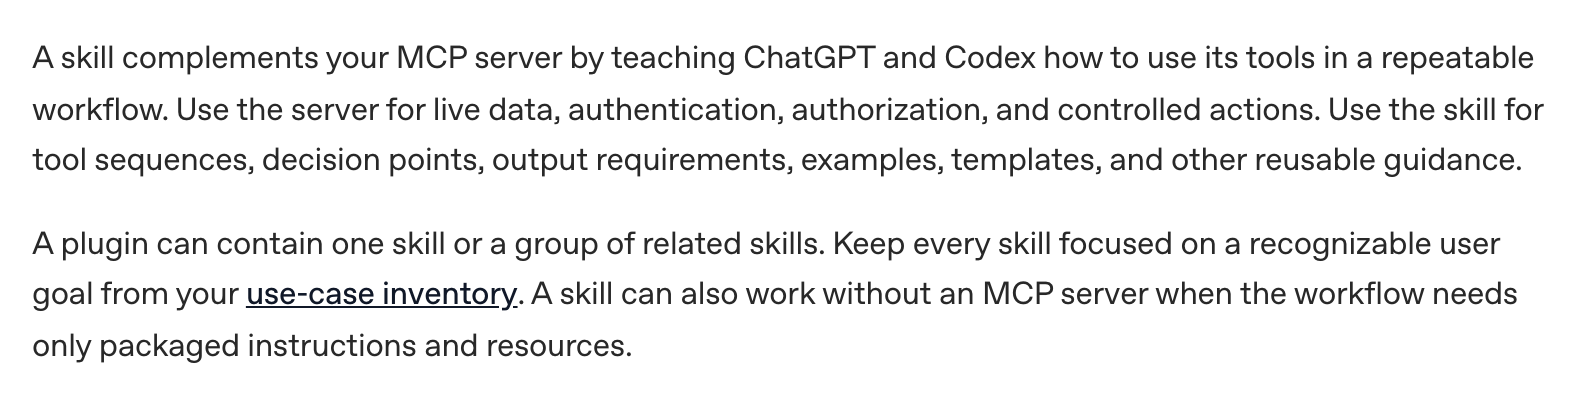 A skill complements your MCP server by teaching ChatGPT and Codex how to use its tools in a repeatable
workflow. Use the server for live data, authentication, authorization, and controlled actions. Use the skill for
tool sequences, decision points, output requirements, examples, templates, and other reusable guidance.
A plugin can contain one skill or a group of related skills. Keep every skill focused on a recognizable user
goal from your use-case inventory. A skill can also work without an MCP server when the workflow needs
only packaged instructions and resources.